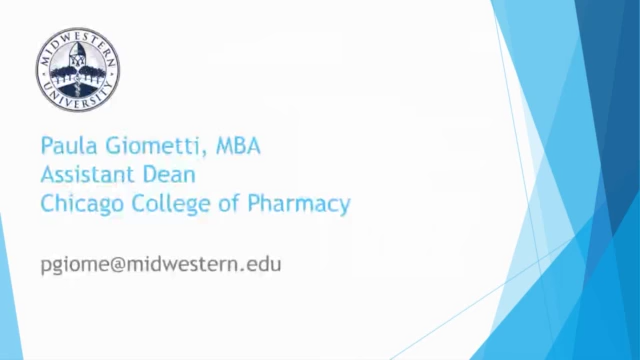 MIDWESTERN UNIVERSITY
Paula Giometti, MBA
Assistant Dean
Chicago College of Pharmacy
pgiome@midwestern.edu